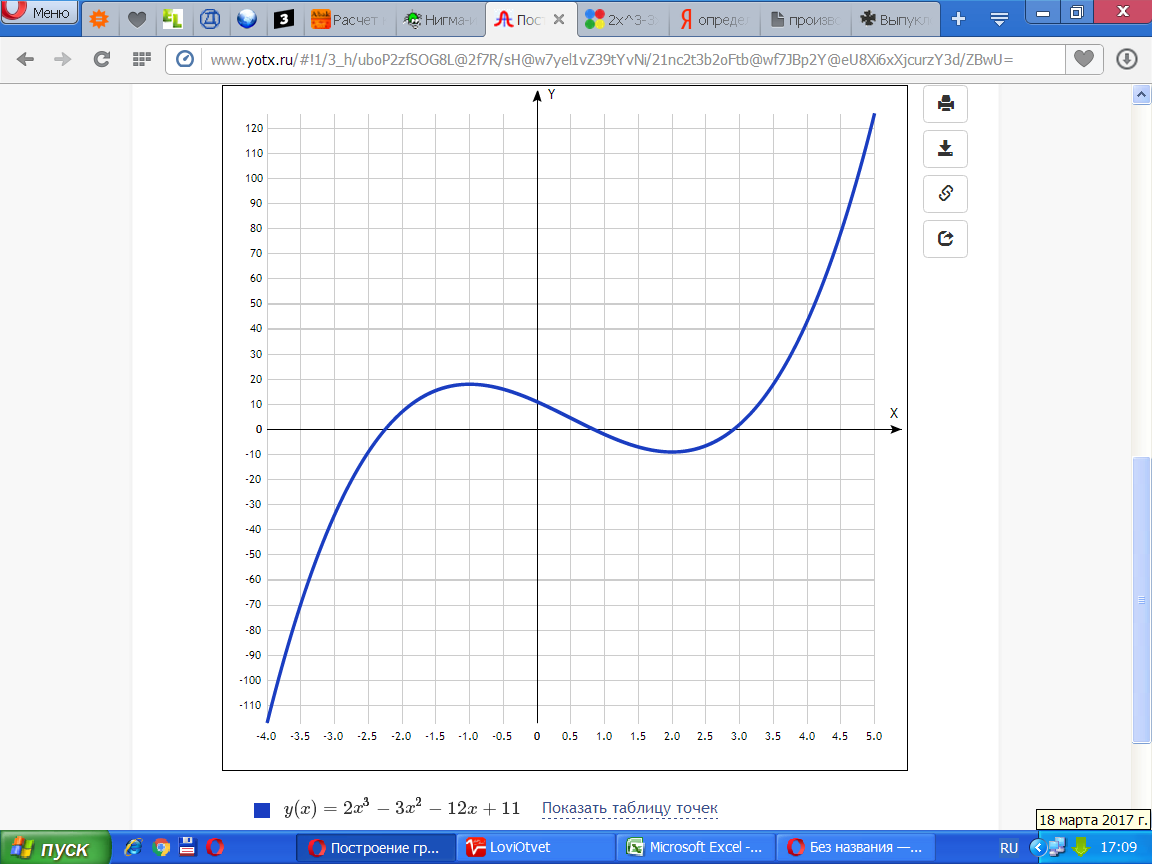 Меню
3
Расчет
Нигма-
Пос
2x^3-3
опреде
произв
Выпукл
www.yotx.ru/#!1/3_h/uboP2zfSOG8L@2f7R/sH@w7yel1vZ39tYvNi/21nc2t3b2oFtb@wf7JBp2Y@eU8Xi6xXjcurzY3d/ZBwU=
Y
120
110
100
90
80
70
60
50
40
30
20
10
X
0
-10
-20
-30
-40
-50
-60
-70
-80
-90
-100
-110
-4.0 -3.5 -3.0 -2.5 -2.0 -1.5 -1.0 -0.5 0 0.5 1.0 1.5 2.0 2.5 3.0 3.5 4.0 4.5 5.0
y(x) = 2x³ − 3x² − 12x + 11 Показать таблицу точек
18 марта 2017 г.
пуск Построение гр... LoviOtvet Microsoft Excel -... Без названия —... RU 17:09